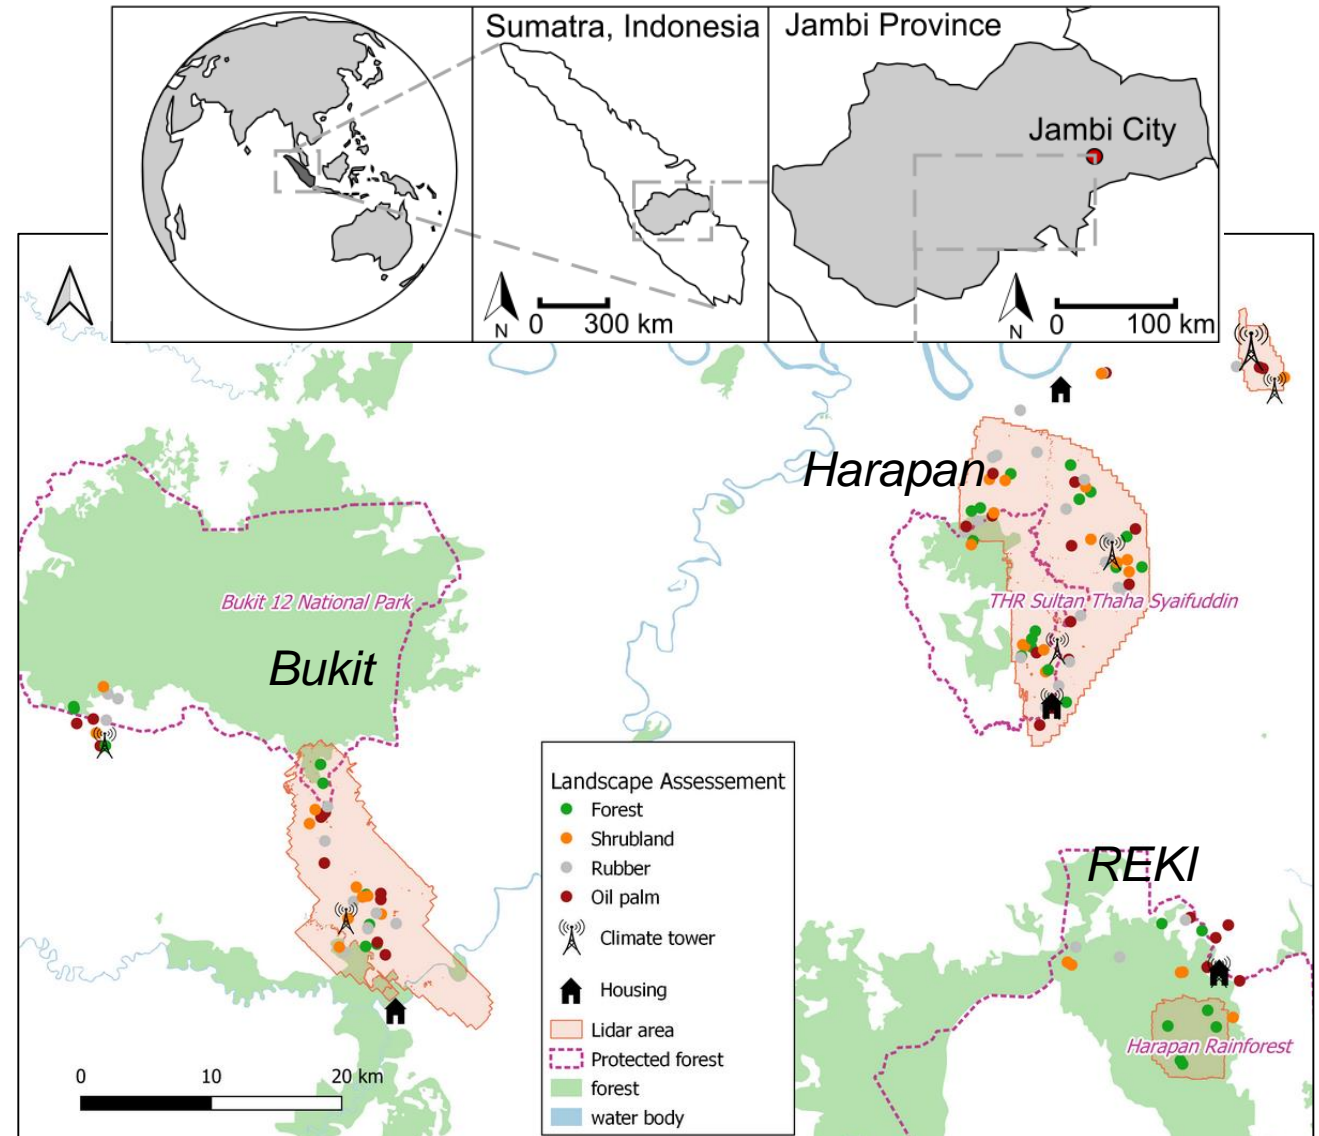 Sumatra, Indonesia
Jambi Province
Jambi City
N
0 300 km
N
0 100 km
Harapan
Bukit 12 National Park
THR Sultan Thaha Syaifuddin
Bukit
Landscape Assessement
Forest
Shrubland
Rubber
Oil palm
Climate tower
Housing
Lidar area
Protected forest
forest
water body
REKI
Harapan Rainforest
0 10 20 km